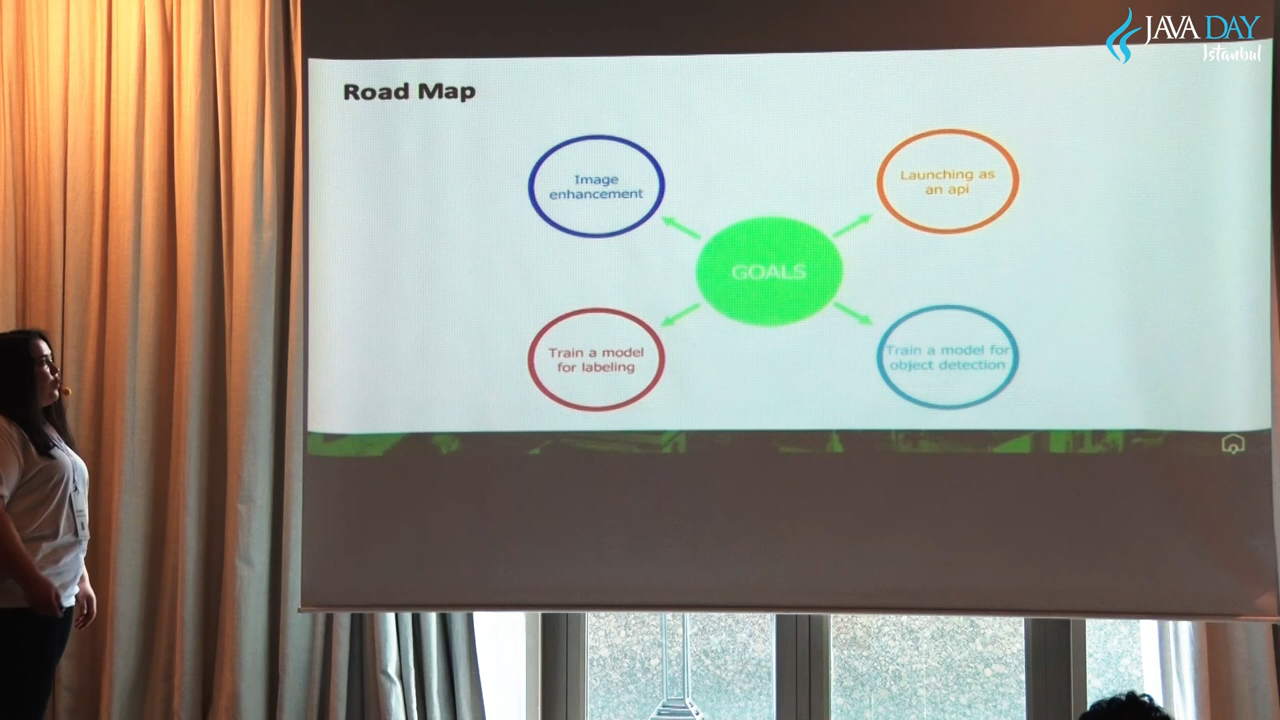 JAVA DAY
Istanbul
Road Map
Image
enhancement
Launching as
an api
GOALS
Train a model
for labeling
Train a model for
object detection